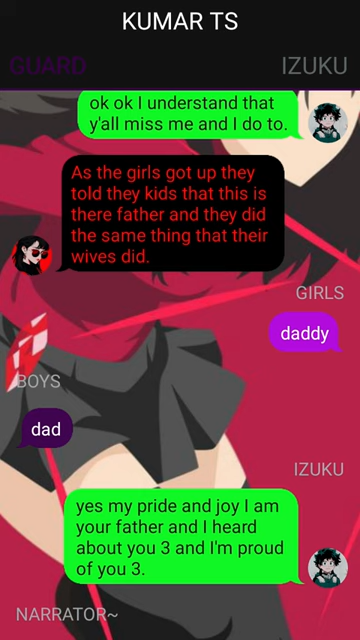 KUMAR TS
GUARD
IZUKU
ok ok I understand that
y'all miss me and I do to.
As the girls got up they
told they kids that this is
there father and they did
the same thing that their
wives did.
GIRLS
daddy
BOYS
dad
IZUKU
yes my pride and joy I am
your father and I heard
about you 3 and I'm proud
of you 3.
NARRATOR~